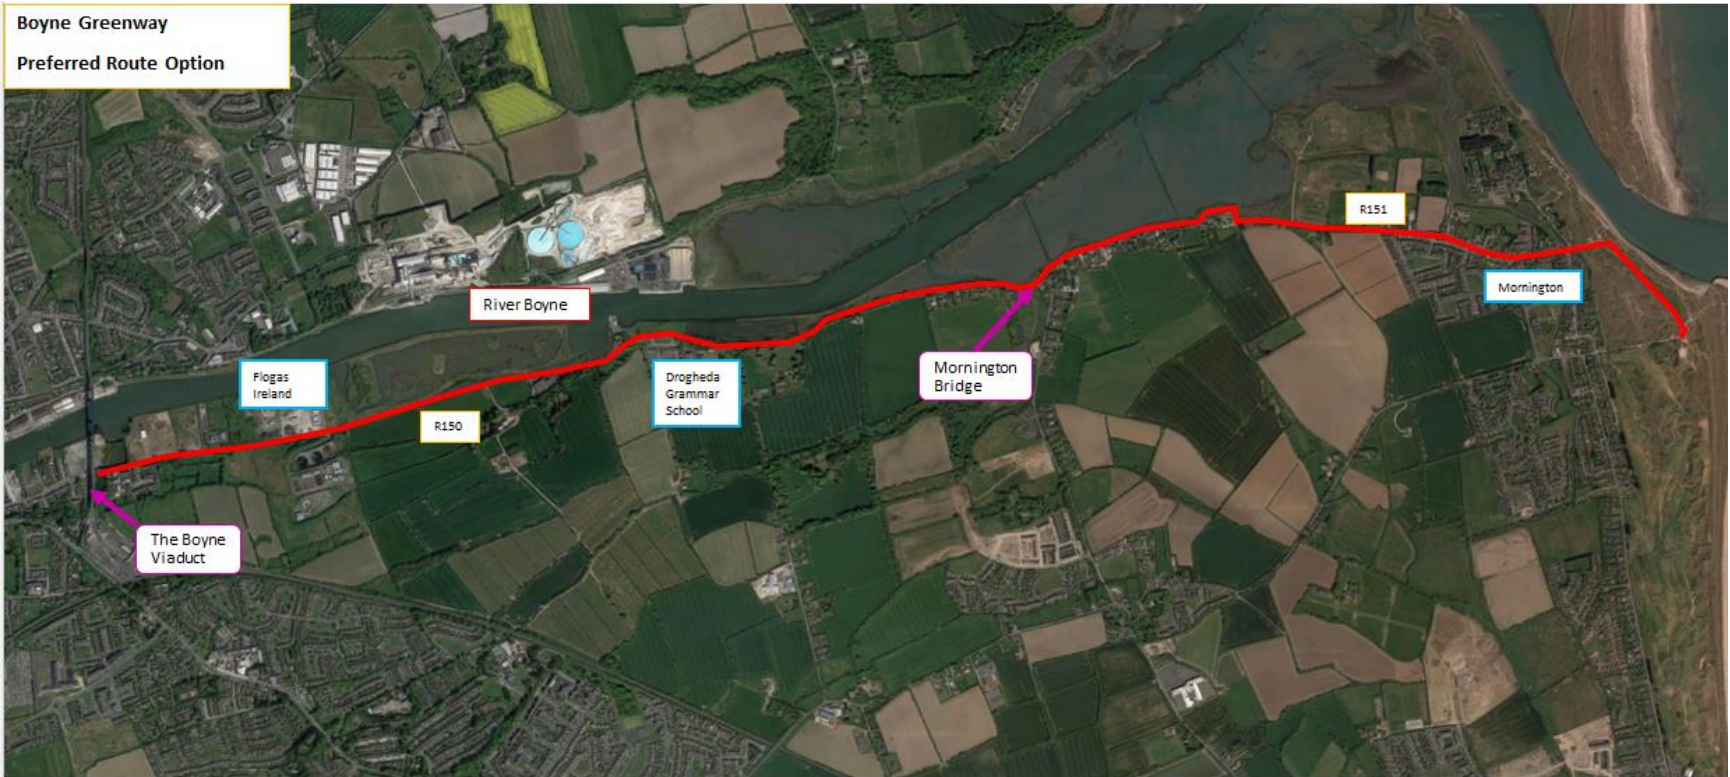 Boyne Greenway
Preferred Route Option
R151
Mornington
River Boyne
Mornington
Bridge
Flogas
Ireland
Drogheda
Grammar
School
R150
The Boyne
Viaduct